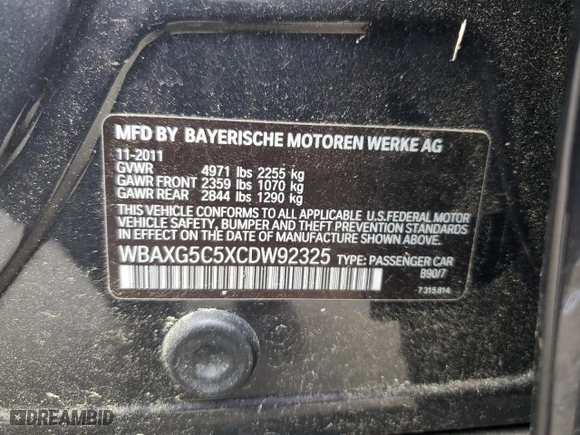 MFD BY BAYERISCHE MOTOREN WERKE AG
11-2011
GVWR 4971 lbs 2255 kg
GAWR FRONT 2359 lbs 1070 kg
GAWR REAR 2844 lbs 1290 kg
THIS VEHICLE CONFORMS TO ALL APPLICABLE U.S.FEDERAL MOTOR
VEHICLE SAFETY, BUMPER AND THEFT PREVENTION STANDARDS
IN EFFECT ON THE DATE OF MANUFACTURE SHOWN ABOVE.
WBAXG5C5XCDW92325 TYPE: PASSENGER CAR
B90/7
7 315 814
DREAMBID